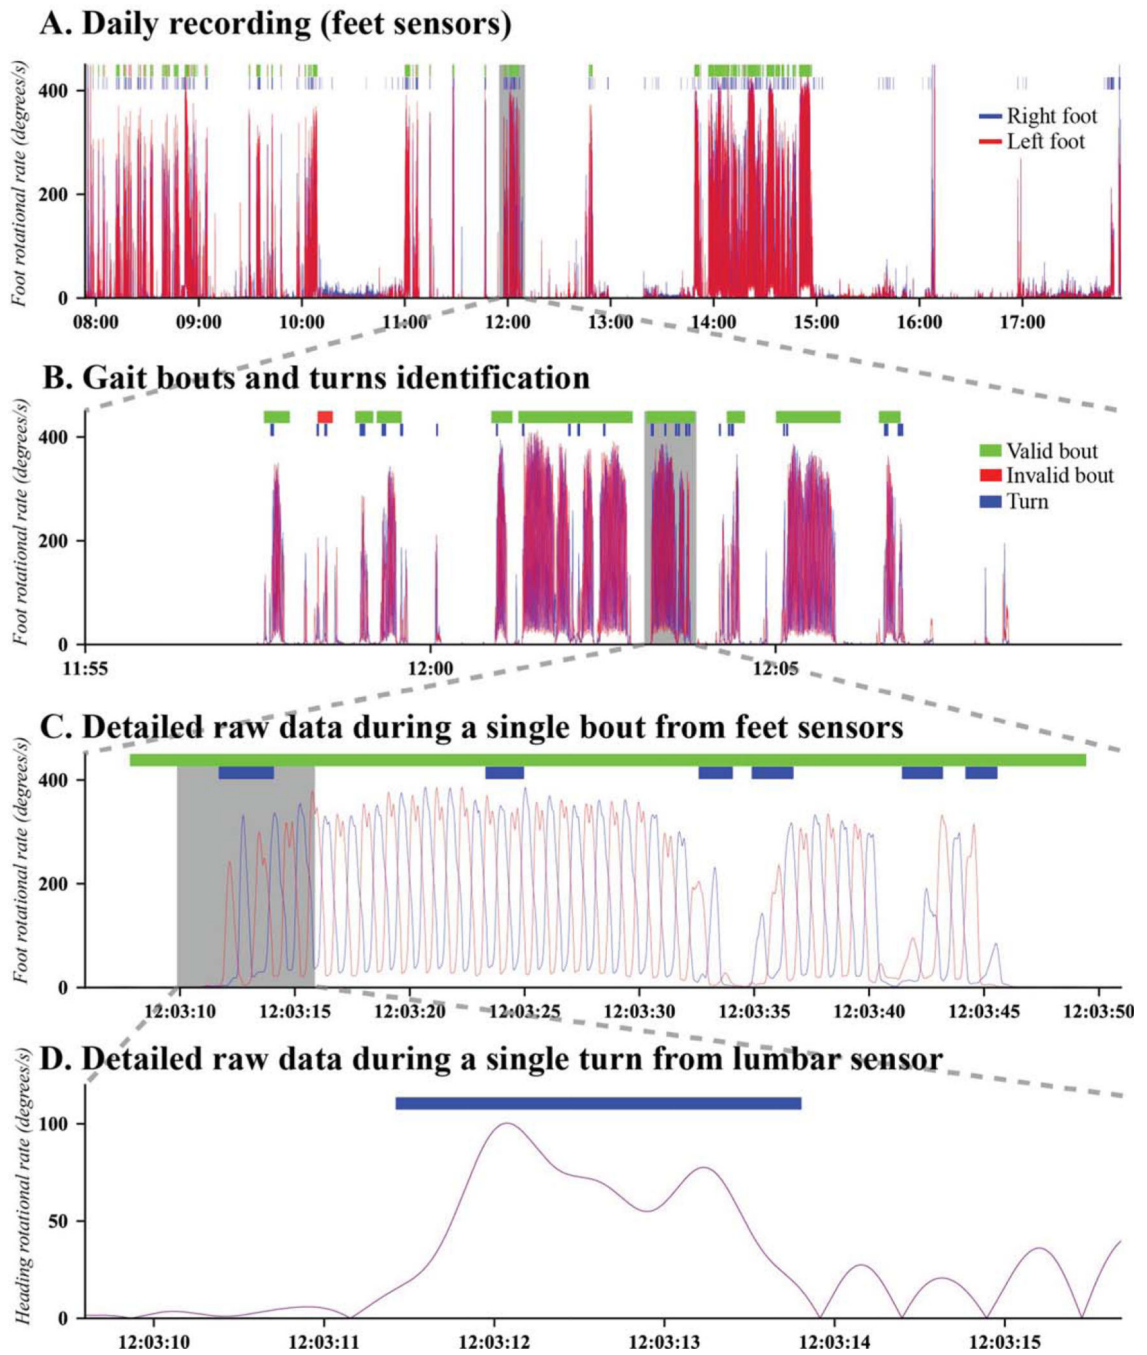 A. Daily recording (feet sensors)
Foot rotational rate (degrees/s)
400
200
0
Right foot
Left foot
08:00 09:00 10:00 11:00 12:00 13:00 14:00 15:00 16:00 17:00
B. Gait bouts and turns identification
Foot rotational rate (degrees/s)
400
200
0
Valid bout
Invalid bout
Turn
11:55 12:00 12:05
C. Detailed raw data during a single bout from feet sensors
Foot rotational rate (degrees/s)
400
200
0
12:03:10 12:03:15 12:03:20 12:03:25 12:03:30 12:03:35 12:03:40 12:03:45 12:03:50
D. Detailed raw data during a single turn from lumbar sensor
Heading rotational rate (degrees/s)
100
50
0
12:03:10 12:03:11 12:03:12 12:03:13 12:03:14 12:03:15